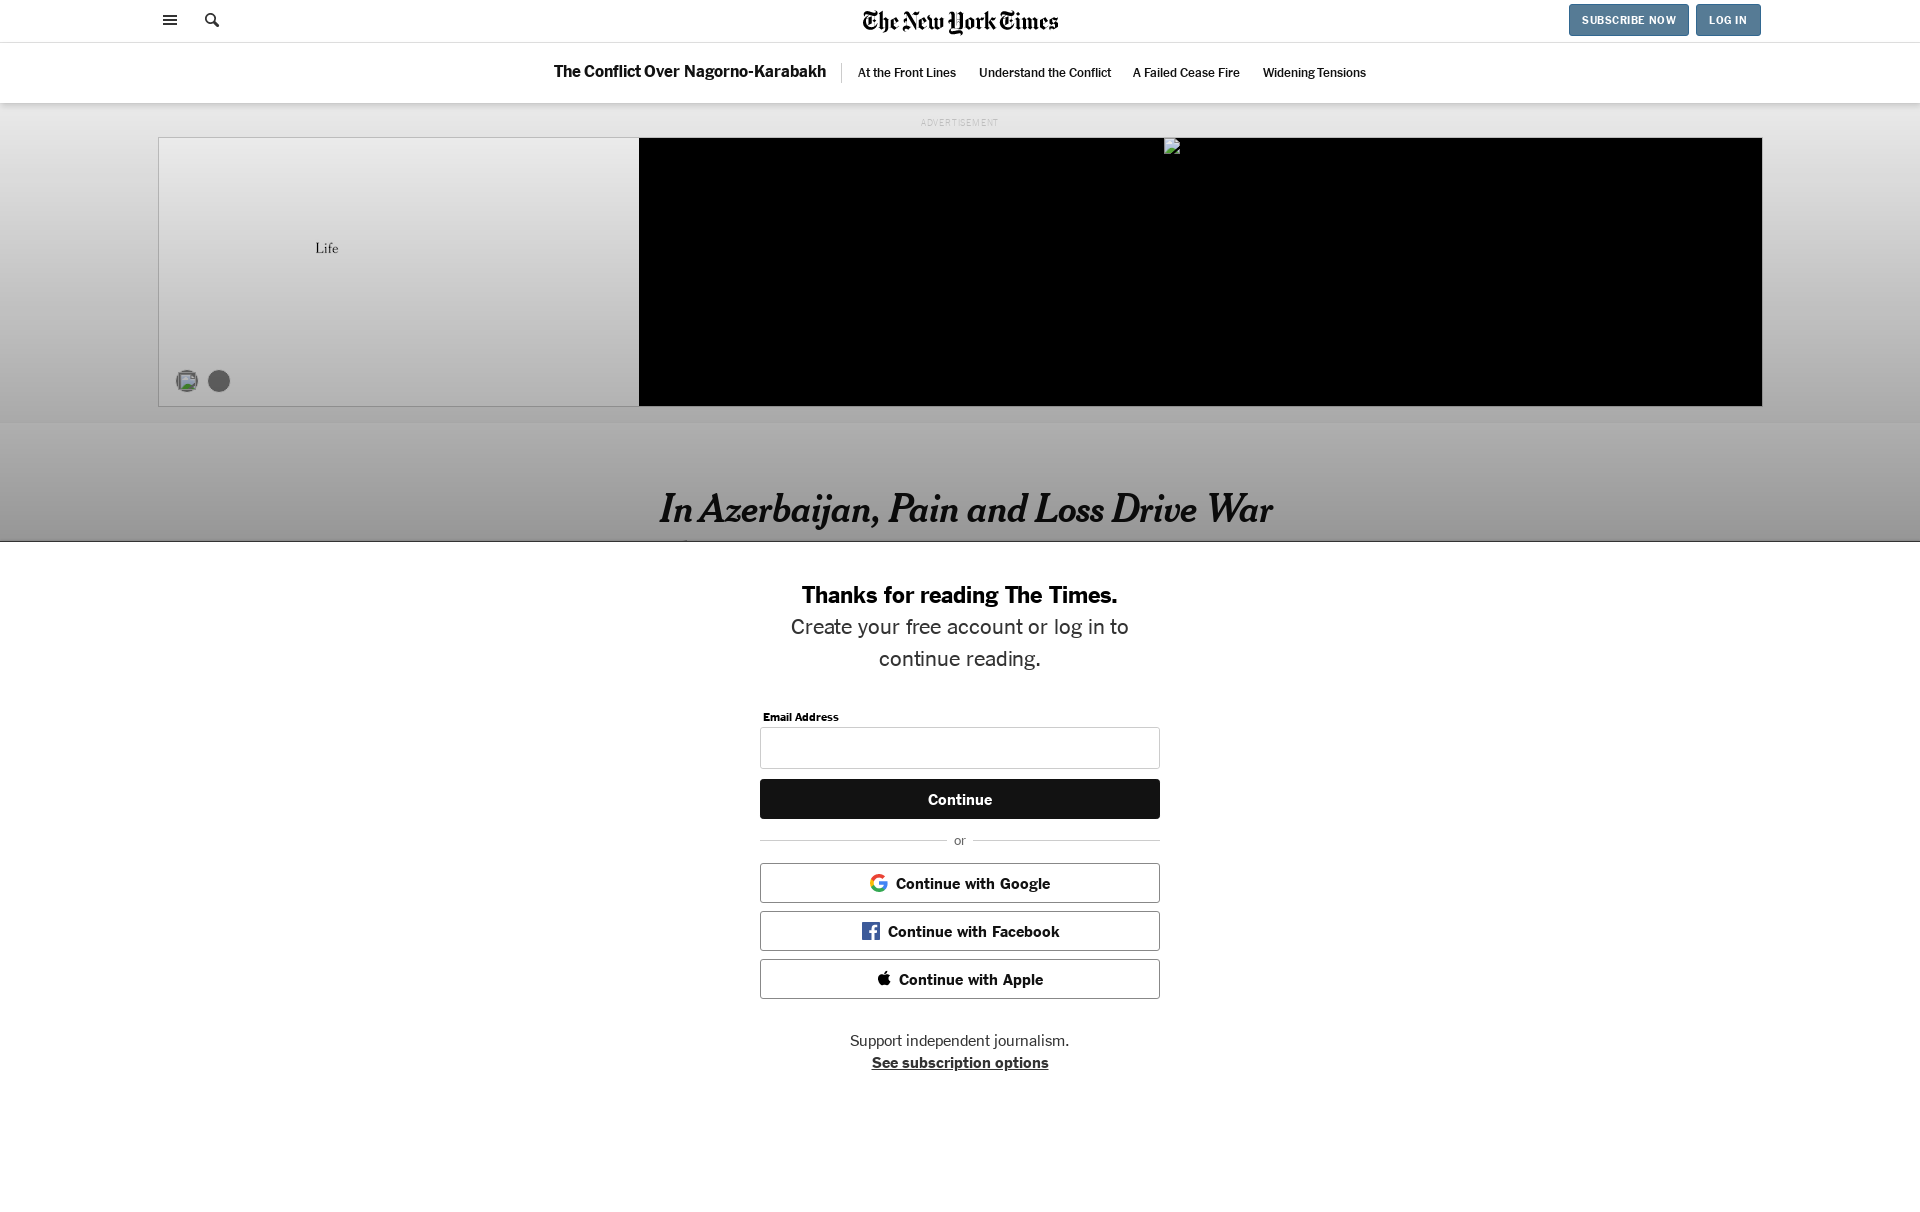 The New York Times
SUBSCRIBE NOW
LOG IN
The Conflict Over Nagorno-Karabakh
At the Front Lines
Understand the Conflict
A Failed Cease Fire
Widening Tensions
ADVERTISEMENT
Life
In Azerbaijan, Pain and Loss Drive War
Thanks for reading The Times.
Create your free account or log in to
continue reading.
Email Address
Continue
or
Continue with Google
Continue with Facebook
Continue with Apple
Support independent journalism.
See subscription options